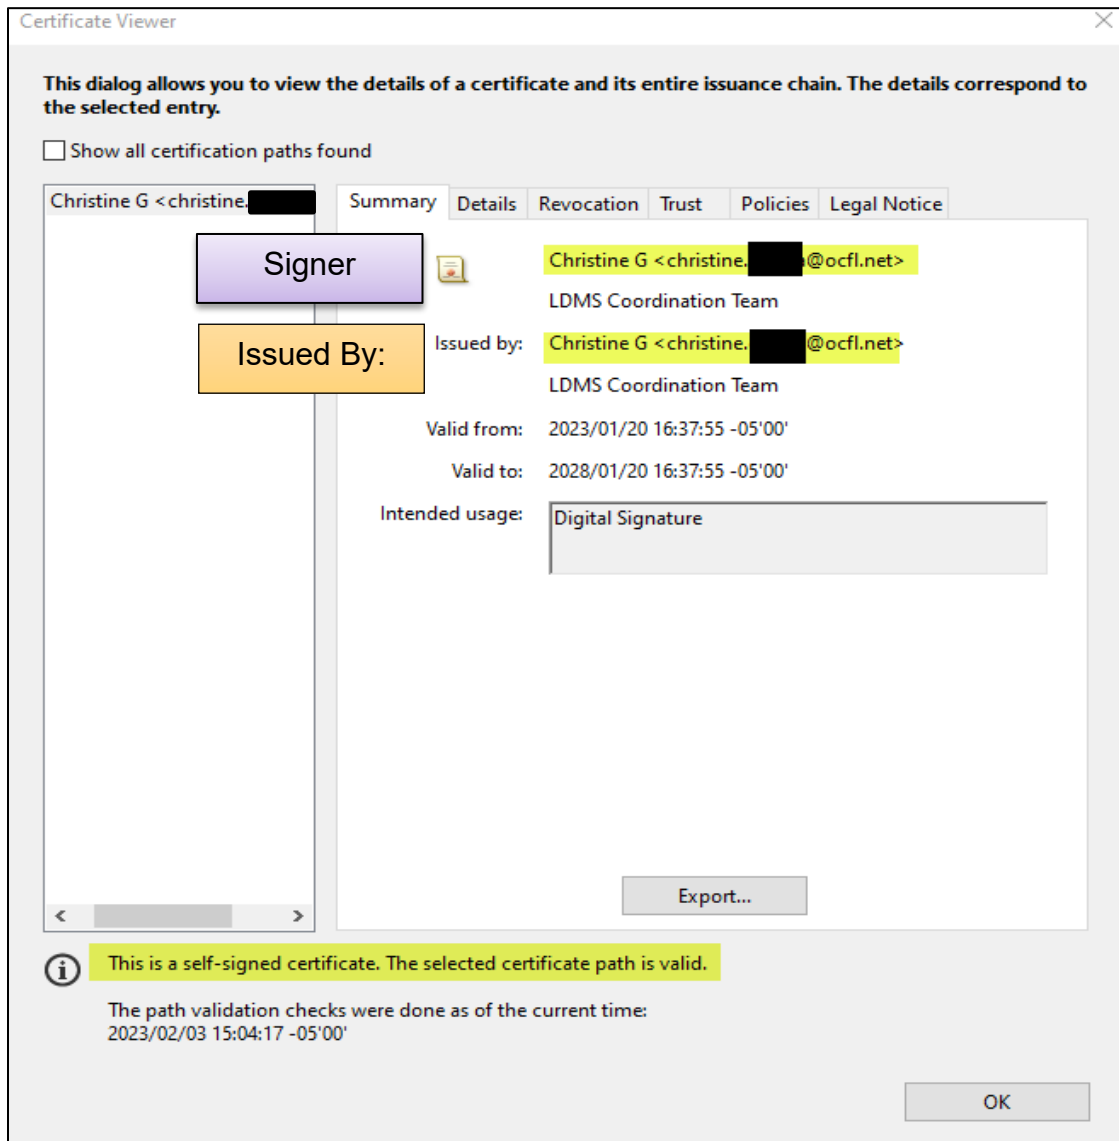 Certificate Viewer
This dialog allows you to view the details of a certificate and its entire issuance chain. The details correspond to
the selected entry.
Show all certification paths found
Christine G <christine.
Summary Details Revocation Trust Policies Legal Notice
Signer
Christine G <christine. @ocfl.net>
LDMS Coordination Team
Issued By:
Issued by: Christine G <christine. @ocfl.net>
LDMS Coordination Team
Valid from: 2023/01/20 16:37:55 -05'00'
Valid to: 2028/01/20 16:37:55 -05'00'
Intended usage: Digital Signature
Export...
This is a self-signed certificate. The selected certificate path is valid.
The path validation checks were done as of the current time:
2023/02/03 15:04:17 -05'00'
OK